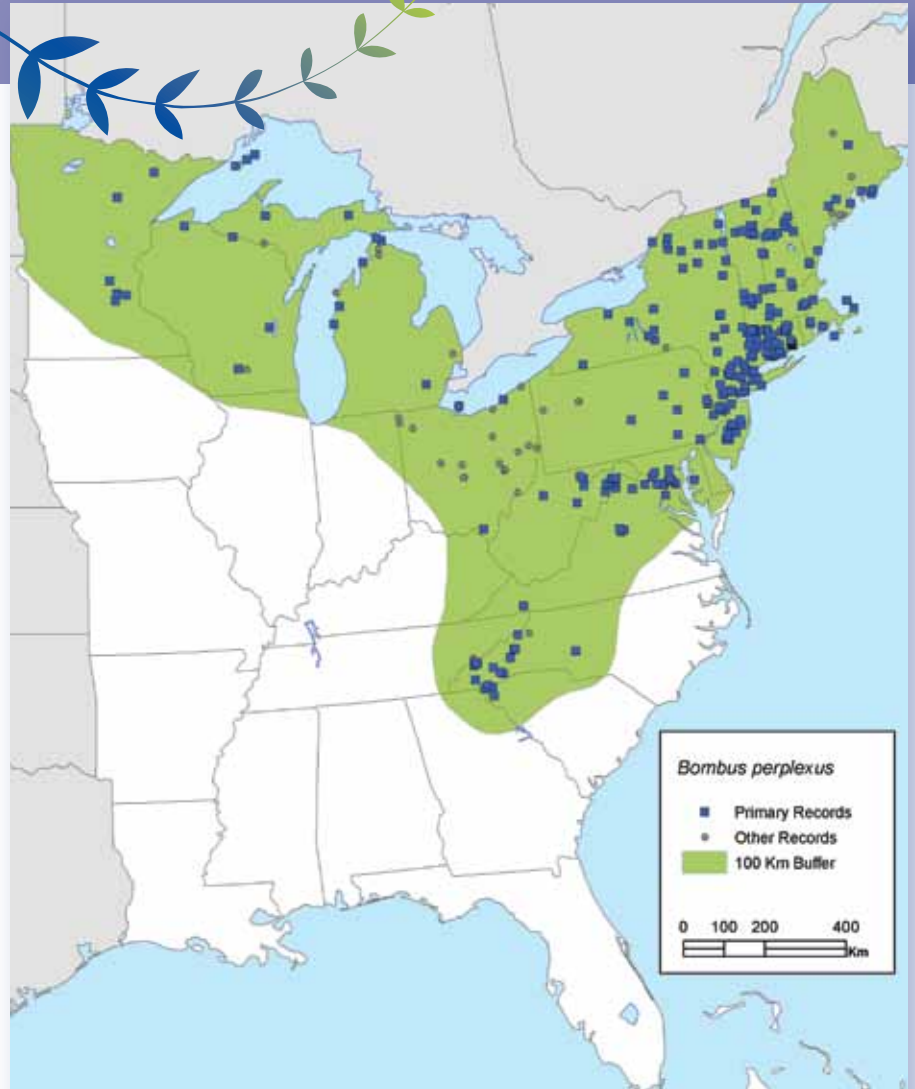 Bombus perplexus
Primary Records
Other Records
100 Km Buffer
0 100 200 400
Km